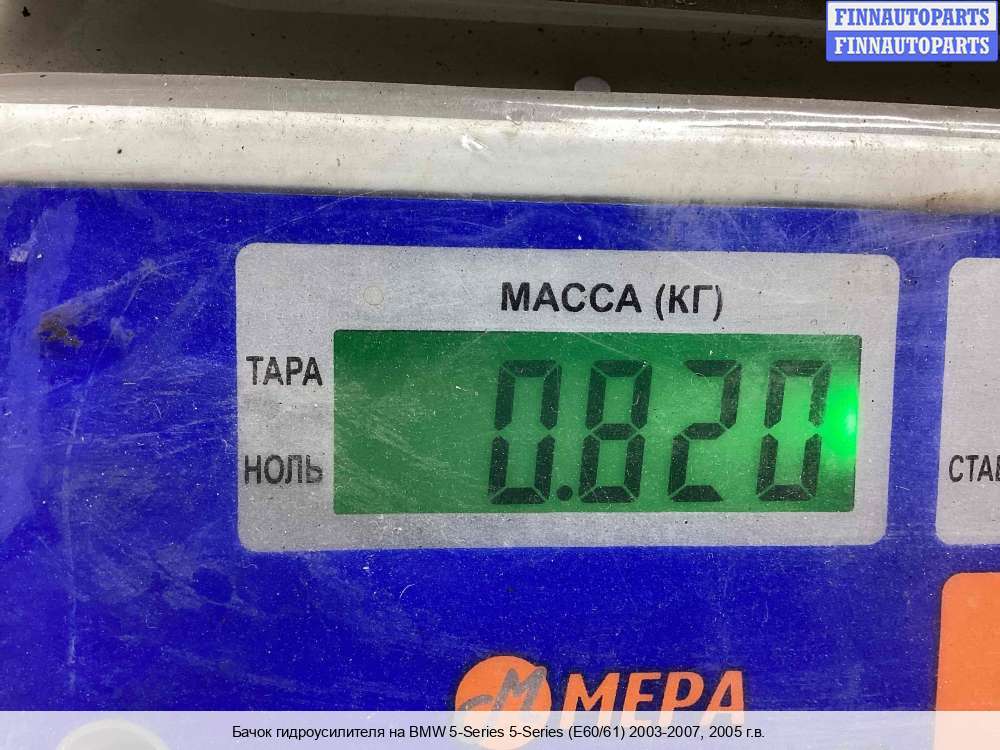 FINNAUTOPARTS
FINNAUTOPARTS
МАССА (КГ)
ТАРА
0.820
НОЛЬ
МЕРА
Бачок гидроусилителя на BMW 5-Series 5-Series (E60/61) 2003-2007, 2005 г.в.